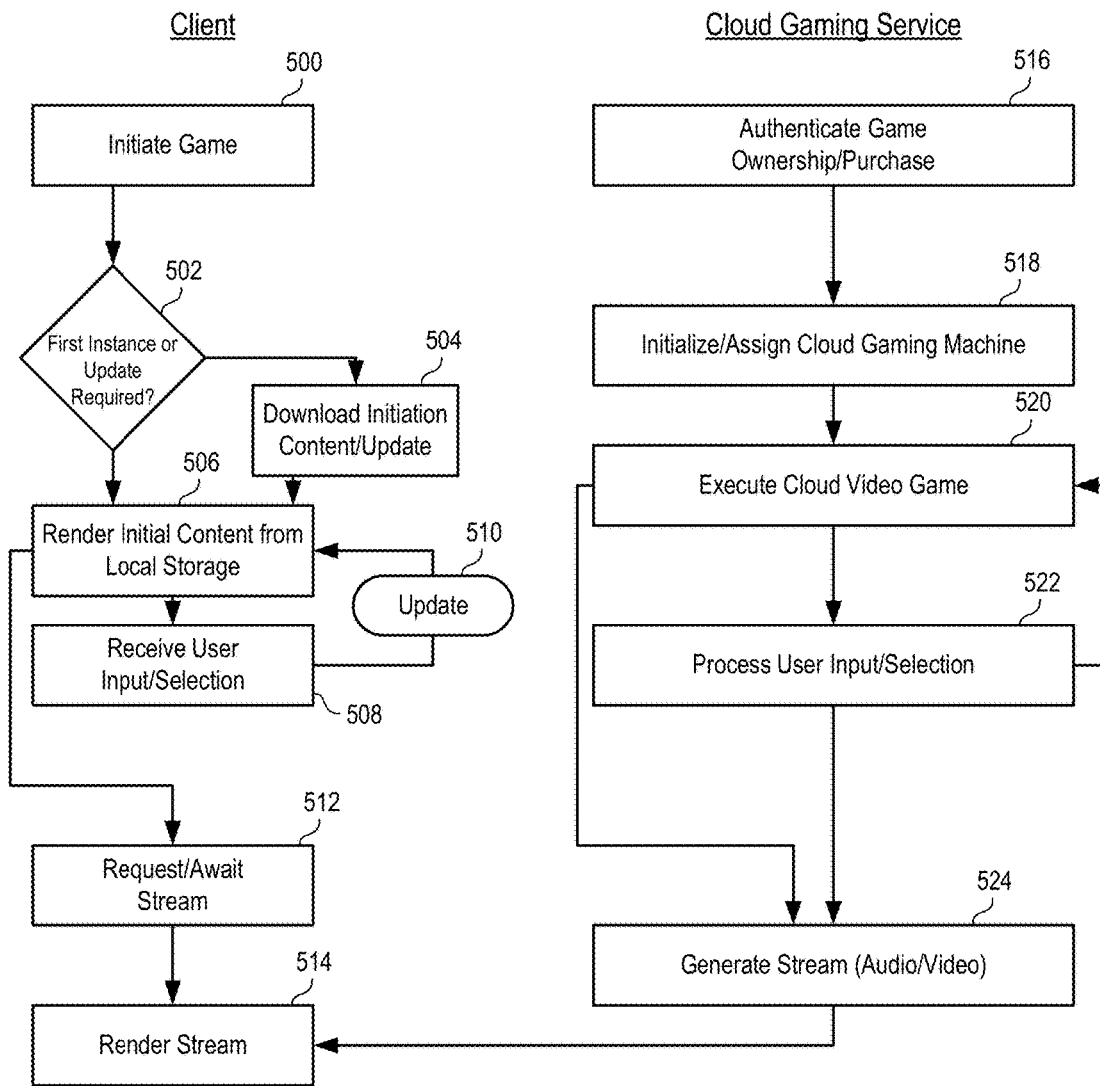 Client
500
Initiate Game
502
First Instance or
Update
Required?
504
Download Initiation
Content/Update
506
Render Initial Content from
Local Storage
510
Update
Receive User
Input/Selection
508
512
Request/Await
Stream
514
Render Stream
Cloud Gaming Service
516
Authenticate Game
Ownership/Purchase
518
Initialize/Assign Cloud Gaming Machine
520
Execute Cloud Video Game
522
Process User Input/Selection
524
Generate Stream (Audio/Video)